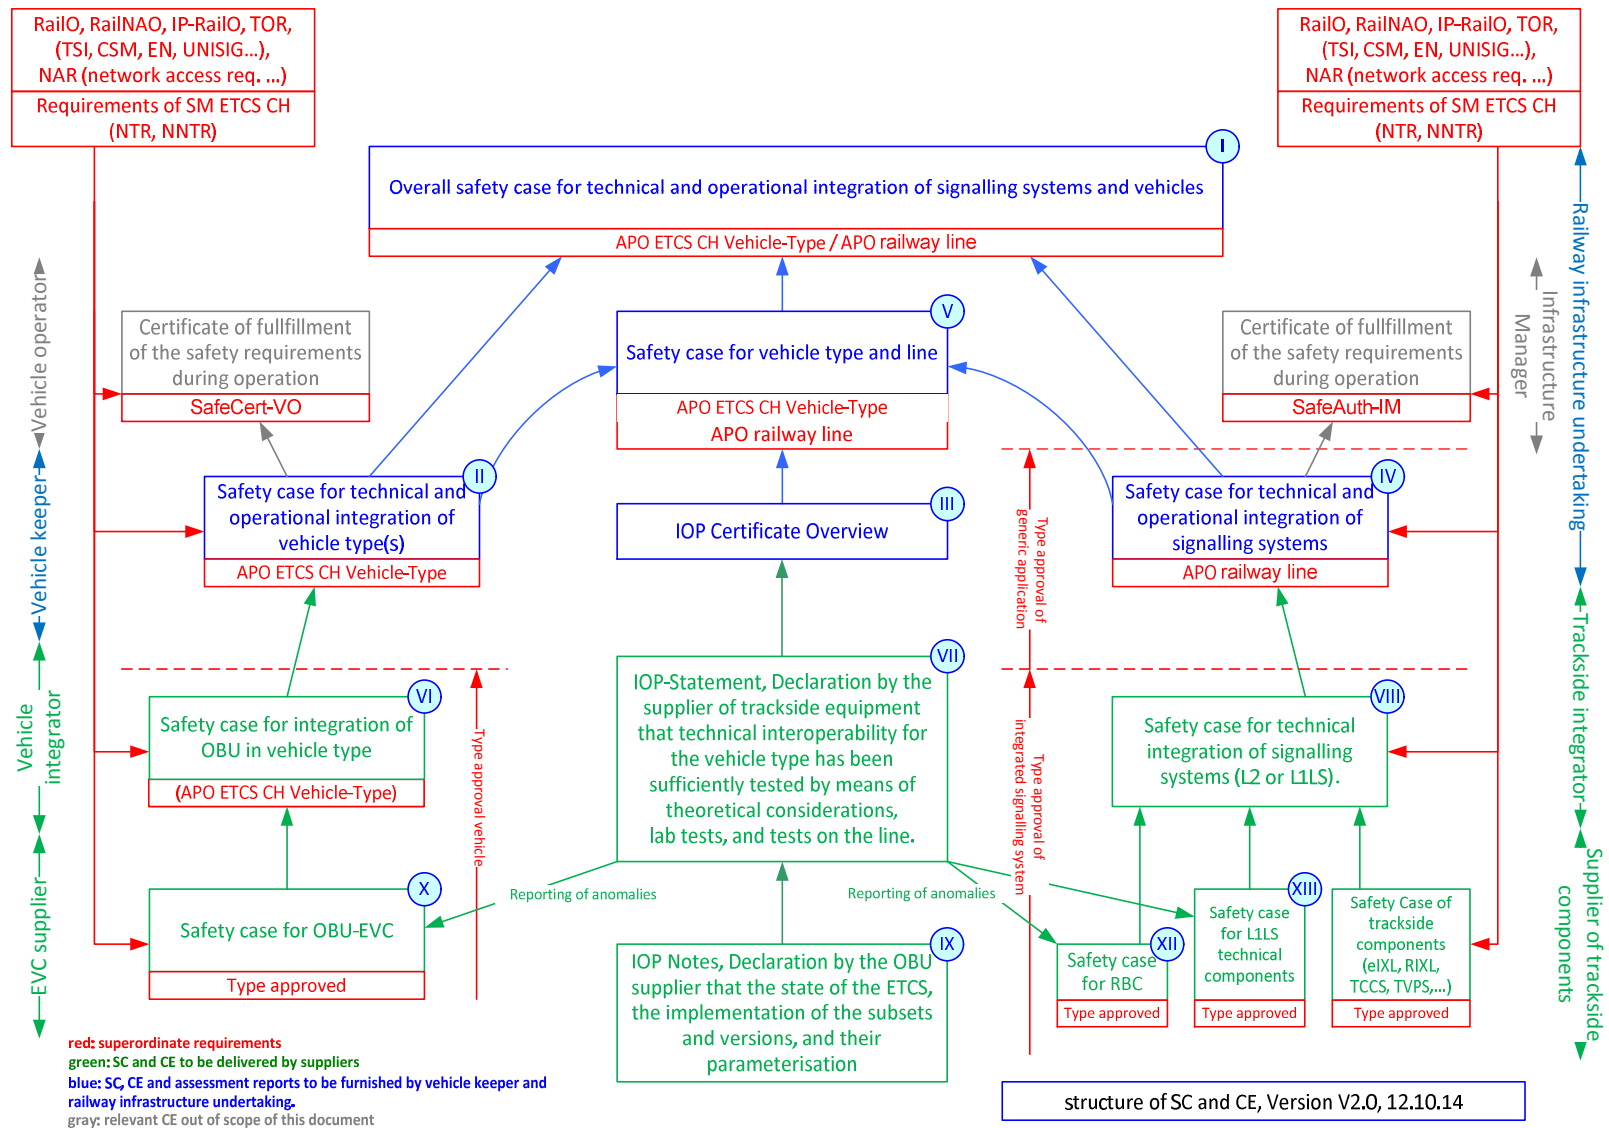 RailO, RailNAO, IP-RailO, TOR,
(TSI, CSM, EN, UNISIG...),
NAR (network access req. ...)
Requirements of SM ETCS CH
(NTR, NNTR)
RailO, RailNAO, IP-RailO, TOR,
(TSI, CSM, EN, UNISIG...),
NAR (network access req. ...)
Requirements of SM ETCS CH
(NTR, NNTR)
I
Overall safety case for technical and operational integration of signalling systems and vehicles
APO ETCS CH Vehicle-Type / APO railway line
Vehicle operator
Certificate of fullfillment
of the safety requirements
during operation
SafeCert-VO
V
Safety case for vehicle type and line
APO ETCS CH Vehicle-Type
APO railway line
Certificate of fullfillment
of the safety requirements
during operation
SafeAuth-IM
Infrastructure
Manager
Railway infrastructure undertaking
Vehicle keeper
II
Safety case for technical and
operational integration of
vehicle type(s)
APO ETCS CH Vehicle-Type
III
IOP Certificate Overview
Type approval of
generic application
IV
Safety case for technical and
operational integration of
signalling systems
APO railway line
Vehicle
integrator
VI
Safety case for integration of
OBU in vehicle type
(APO ETCS CH Vehicle-Type)
Type approval vehicle
VII
IOP-Statement, Declaration by the
supplier of trackside equipment
that technical interoperability for
the vehicle type has been
sufficiently tested by means of
theoretical considerations,
lab tests, and tests on the line.
Type approval of
integrated signalling system
VIII
Safety case for technical
integration of signalling
systems (L2 or L1LS).
Trackside integrator
EVC supplier
X
Safety case for OBU-EVC
Type approved
Reporting of anomalies
Reporting of anomalies
IX
IOP Notes, Declaration by the OBU
supplier that the state of the ETCS,
the implementation of the subsets
and versions, and their
parameterisation
XII
Safety case
for RBC
Type approved
XIII
Safety case
for L1LS
technical
components
Type approved
Safety Case of
trackside
components
(eIXL, RIXL,
TCCS, TVPS,...)
Type approved
Supplier of trackside
components
red: superordinate requirements
green: SC and CE to be delivered by suppliers
blue: SC, CE and assessment reports to be furnished by vehicle keeper and
railway infrastructure undertaking.
gray: relevant CE out of scope of this document
structure of SC and CE, Version V2.0, 12.10.14